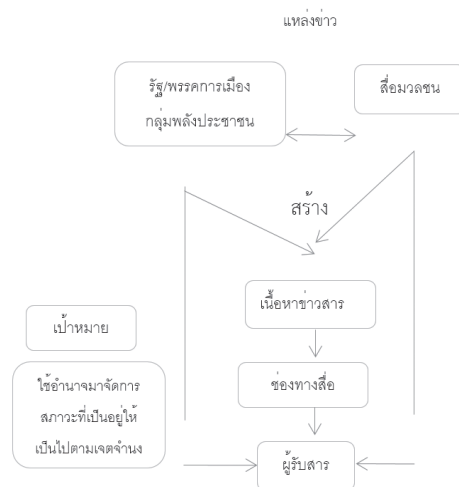 แหล่งข่าว
รัฐ/พรรคการเมือง
กลุ่มพลังประชาชน
สื่อมวลชน
สร้าง
เนื้อหาข่าวสาร
เป้าหมาย
ช่องทางสื่อ
ใช้อำนาจมาจัดการ
สภาวะที่เป็นอยู่ให้
เป็นไปตามเจตจำนง
ผู้รับสาร